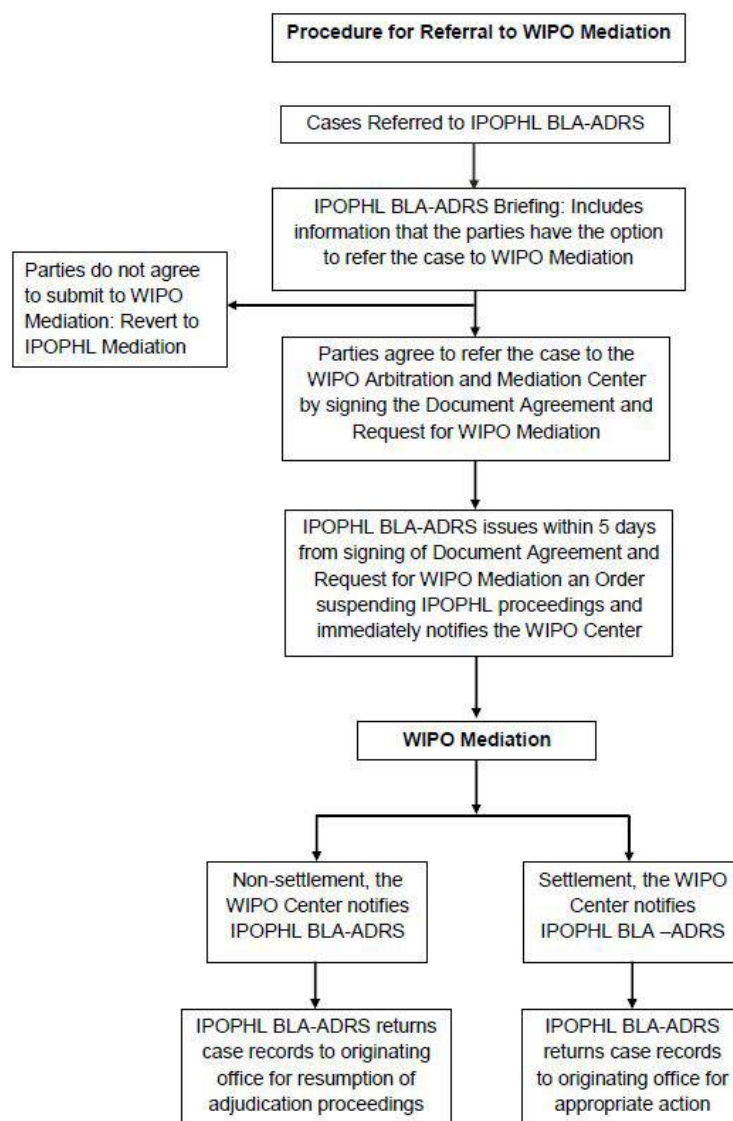 Procedure for Referral to WIPO Mediation
Cases Referred to IPOPHL BLA-ADRS
IPOPHL BLA-ADRS Briefing: Includes
information that the parties have the option
to refer the case to WIPO Mediation
Parties do not agree
to submit to WIPO
Mediation: Revert to
IPOPHL Mediation
Parties agree to refer the case to the
WIPO Arbitration and Mediation Center
by signing the Document Agreement and
Request for WIPO Mediation
IPOPHL BLA-ADRS issues within 5 days
from signing of Document Agreement and
Request for WIPO Mediation an Order
suspending IPOPHL proceedings and
immediately notifies the WIPO Center
WIPO Mediation
Non-settlement, the
WIPO Center notifies
IPOPHL BLA-ADRS
Settlement, the WIPO
Center notifies
IPOPHL BLA –ADRS
IPOPHL BLA-ADRS returns
case records to originating
office for resumption of
adjudication proceedings
IPOPHL BLA-ADRS
returns case records
to originating office for
appropriate action